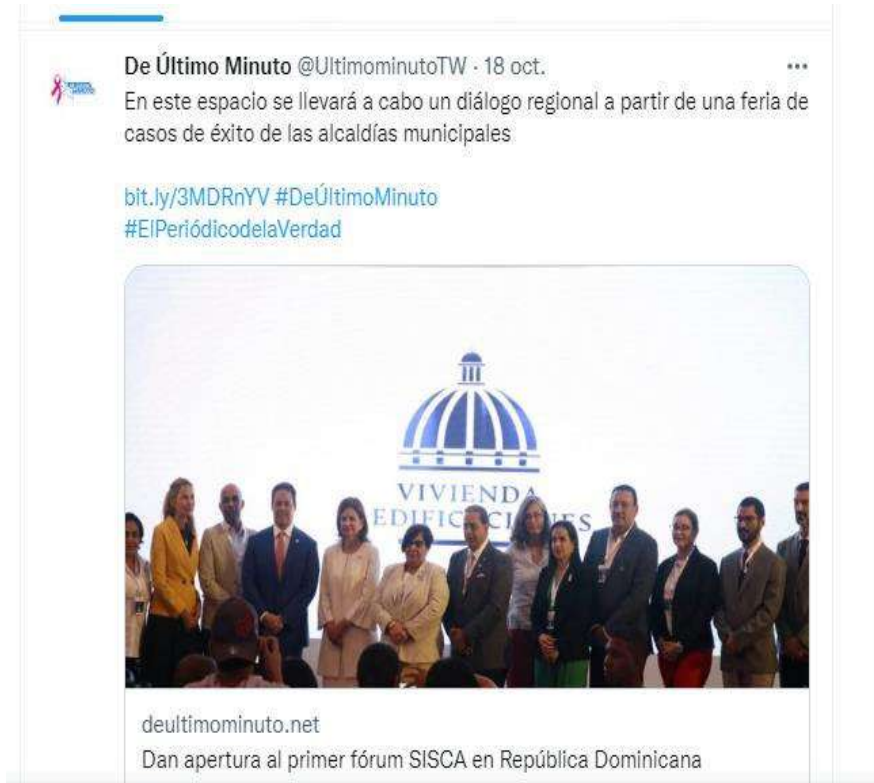 De Último Minuto @UltimominutoTW · 18 oct.
En este espacio se llevará a cabo un diálogo regional a partir de una feria de
casos de éxito de las alcaldías municipales
bit.ly/3MDRnYV #DeÚltimoMinuto
#ElPeriódicodelaVerdad
VIVIENDA
EDIFICACIONES
deultimominuto.net
Dan apertura al primer fórum SISCA en República Dominicana